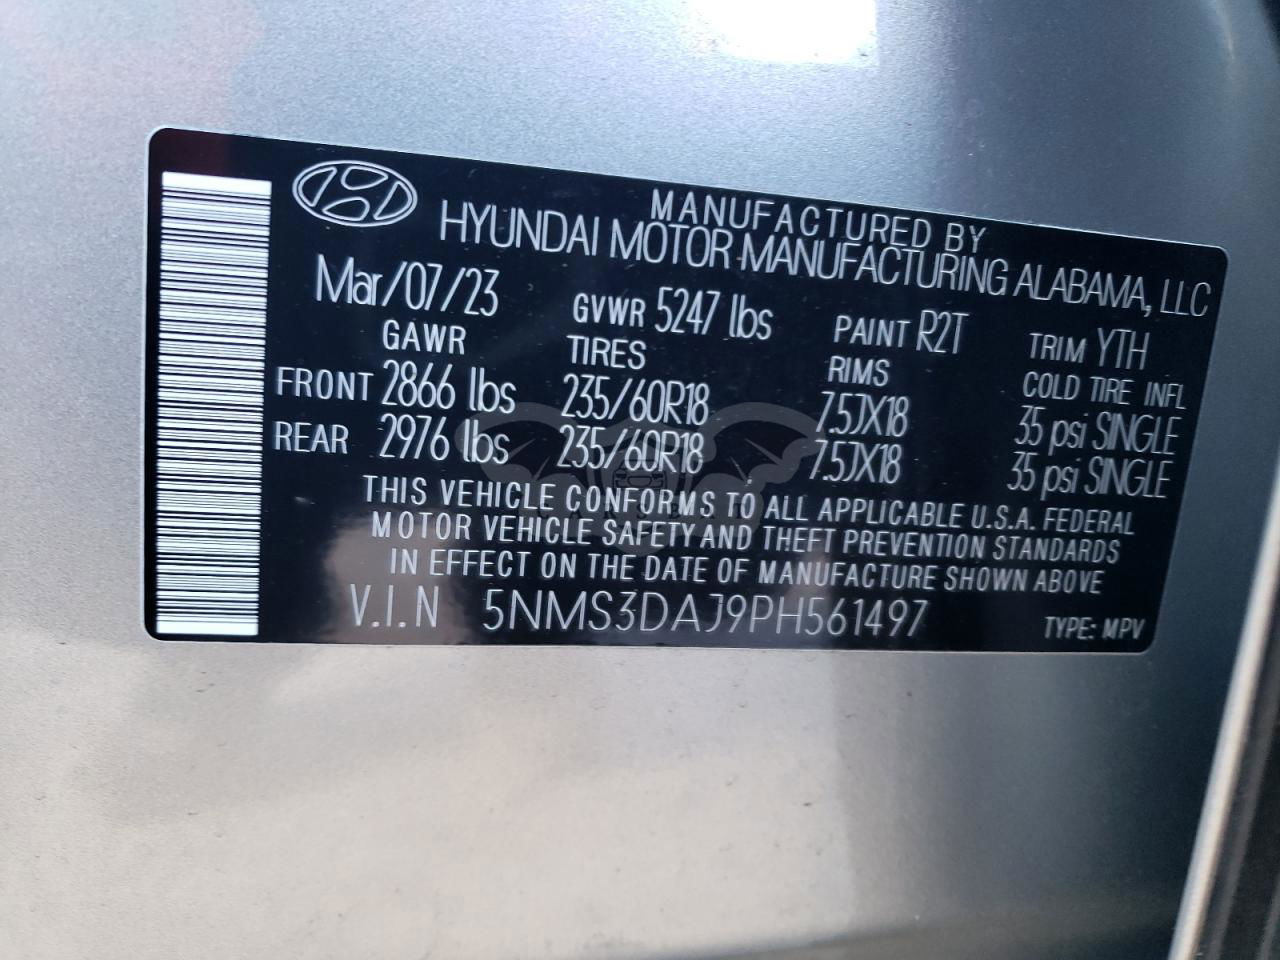 MANUFACTURED BY
HYUNDAI MOTOR MANUFACTURING ALABAMA, LLC
Mar/07/23 GVWR 5247 lbs PAINT R2T TRIM YTH
GAWR TIRES RIMS COLD TIRE INFL
FRONT 2866 lbs 235/60R18 7.5JX18 35 psi SINGLE
REAR 2976 lbs 235/60R18 7.5JX18 35 psi SINGLE
THIS VEHICLE CONFORMS TO ALL APPLICABLE U.S.A. FEDERAL
MOTOR VEHICLE SAFETY AND THEFT PREVENTION STANDARDS
IN EFFECT ON THE DATE OF MANUFACTURE SHOWN ABOVE
V.I.N 5NMS3DAJ9PH561497 TYPE: MPV